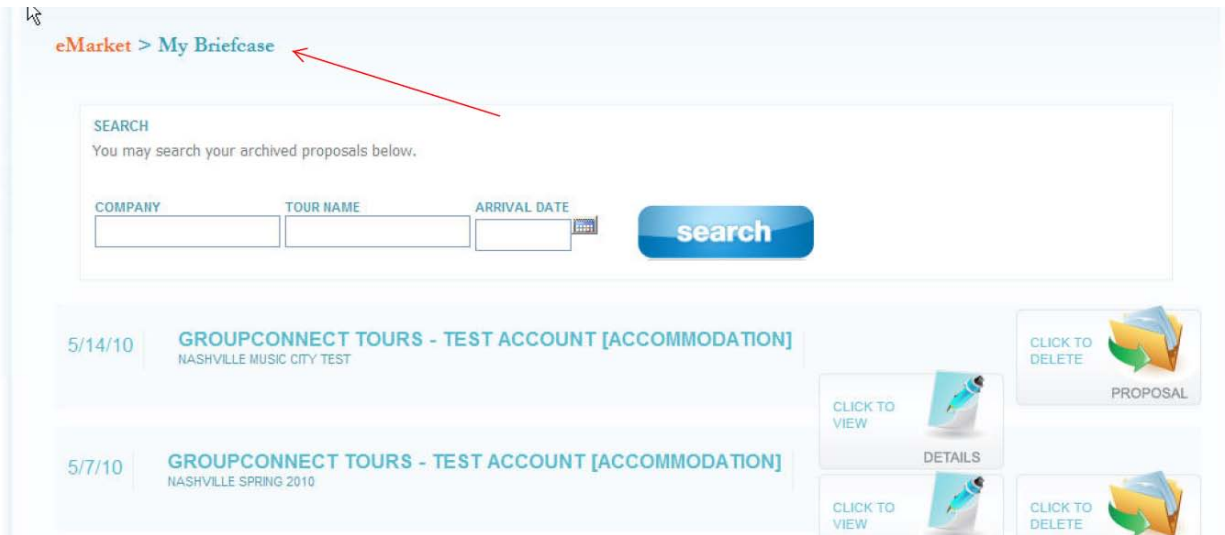 eMarket > My Briefcase
SEARCH
You may search your archived proposals below.
COMPANY TOUR NAME ARRIVAL DATE
search
5/14/10 GROUPCONNECT TOURS - TEST ACCOUNT [ACCOMMODATION]
NASHVILLE MUSIC CITY TEST
CLICK TO
DELETE
PROPOSAL
CLICK TO
VIEW
DETAILS
5/7/10 GROUPCONNECT TOURS - TEST ACCOUNT [ACCOMMODATION]
NASHVILLE SPRING 2010
CLICK TO
VIEW
CLICK TO
DELETE